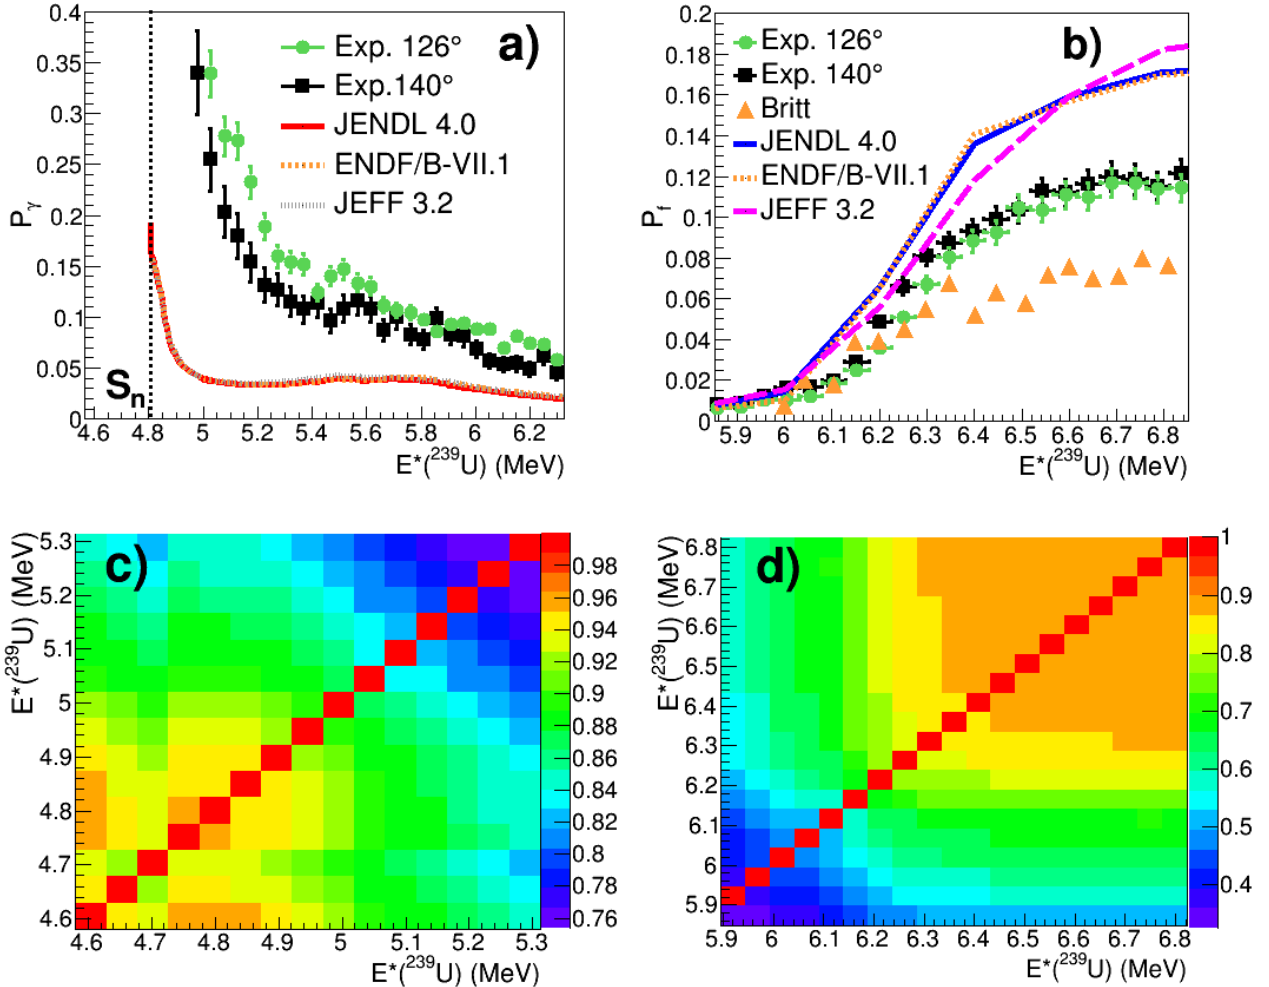 a)
Exp. 126°
Exp.140°
JENDL 4.0
ENDF/B-VII.1
JEFF 3.2
Pγ
0.4
0.35
0.3
0.25
0.2
0.15
0.1
0.05
0
Sn
4.6 4.8 5 5.2 5.4 5.6 5.8 6 6.2
E*(²³⁹U) (MeV)
b)
Exp. 126°
Exp. 140°
Britt
JENDL 4.0
ENDF/B-VII.1
JEFF 3.2
Pf
0.2
0.18
0.16
0.14
0.12
0.1
0.08
0.06
0.04
0.02
0
5.9 6 6.1 6.2 6.3 6.4 6.5 6.6 6.7 6.8
E*(²³⁹U) (MeV)
c)
E*(²³⁹U) (MeV)
5.3
5.2
5.1
5
4.9
4.8
4.7
4.6
4.6 4.7 4.8 4.9 5 5.1 5.2 5.3
E*(²³⁹U) (MeV)
0.98
0.96
0.94
0.92
0.9
0.88
0.86
0.84
0.82
0.8
0.78
0.76
d)
E*(²³⁹U) (MeV)
6.8
6.7
6.6
6.5
6.4
6.3
6.2
6.1
6
5.9
5.9 6 6.1 6.2 6.3 6.4 6.5 6.6 6.7 6.8
E*(²³⁹U) (MeV)
1
0.9
0.8
0.7
0.6
0.5
0.4